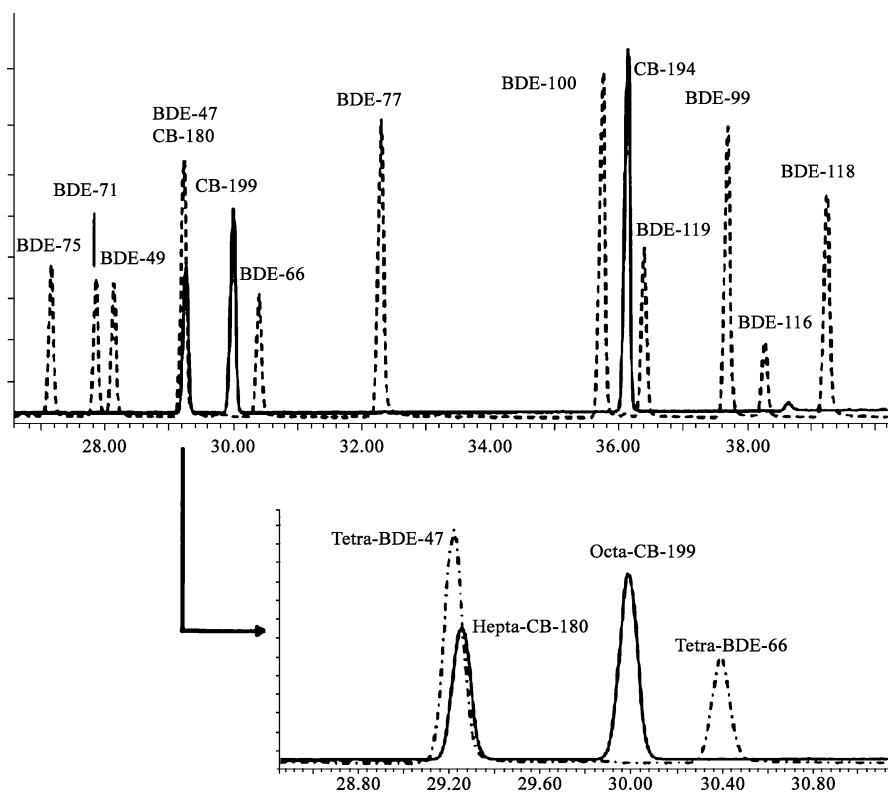 BDE-100
CB-194
BDE-77
BDE-99
BDE-47
CB-180
BDE-71
CB-199
BDE-118
BDE-75
BDE-49
BDE-66
BDE-119
BDE-116
28.00 30.00 32.00 34.00 36.00 38.00
Tetra-BDE-47
Octa-CB-199
Hepta-CB-180
Tetra-BDE-66
28.80 29.20 29.60 30.00 30.40 30.80